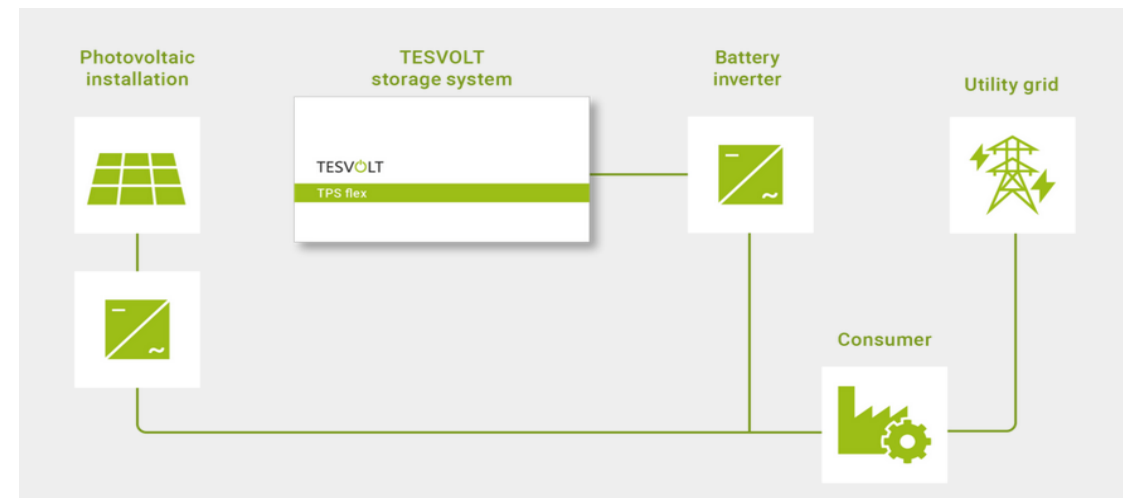 Photovoltaic
installation
TESVOLT
storage system
Battery
inverter
Utility grid
TESVOLT
TPS flex
Consumer